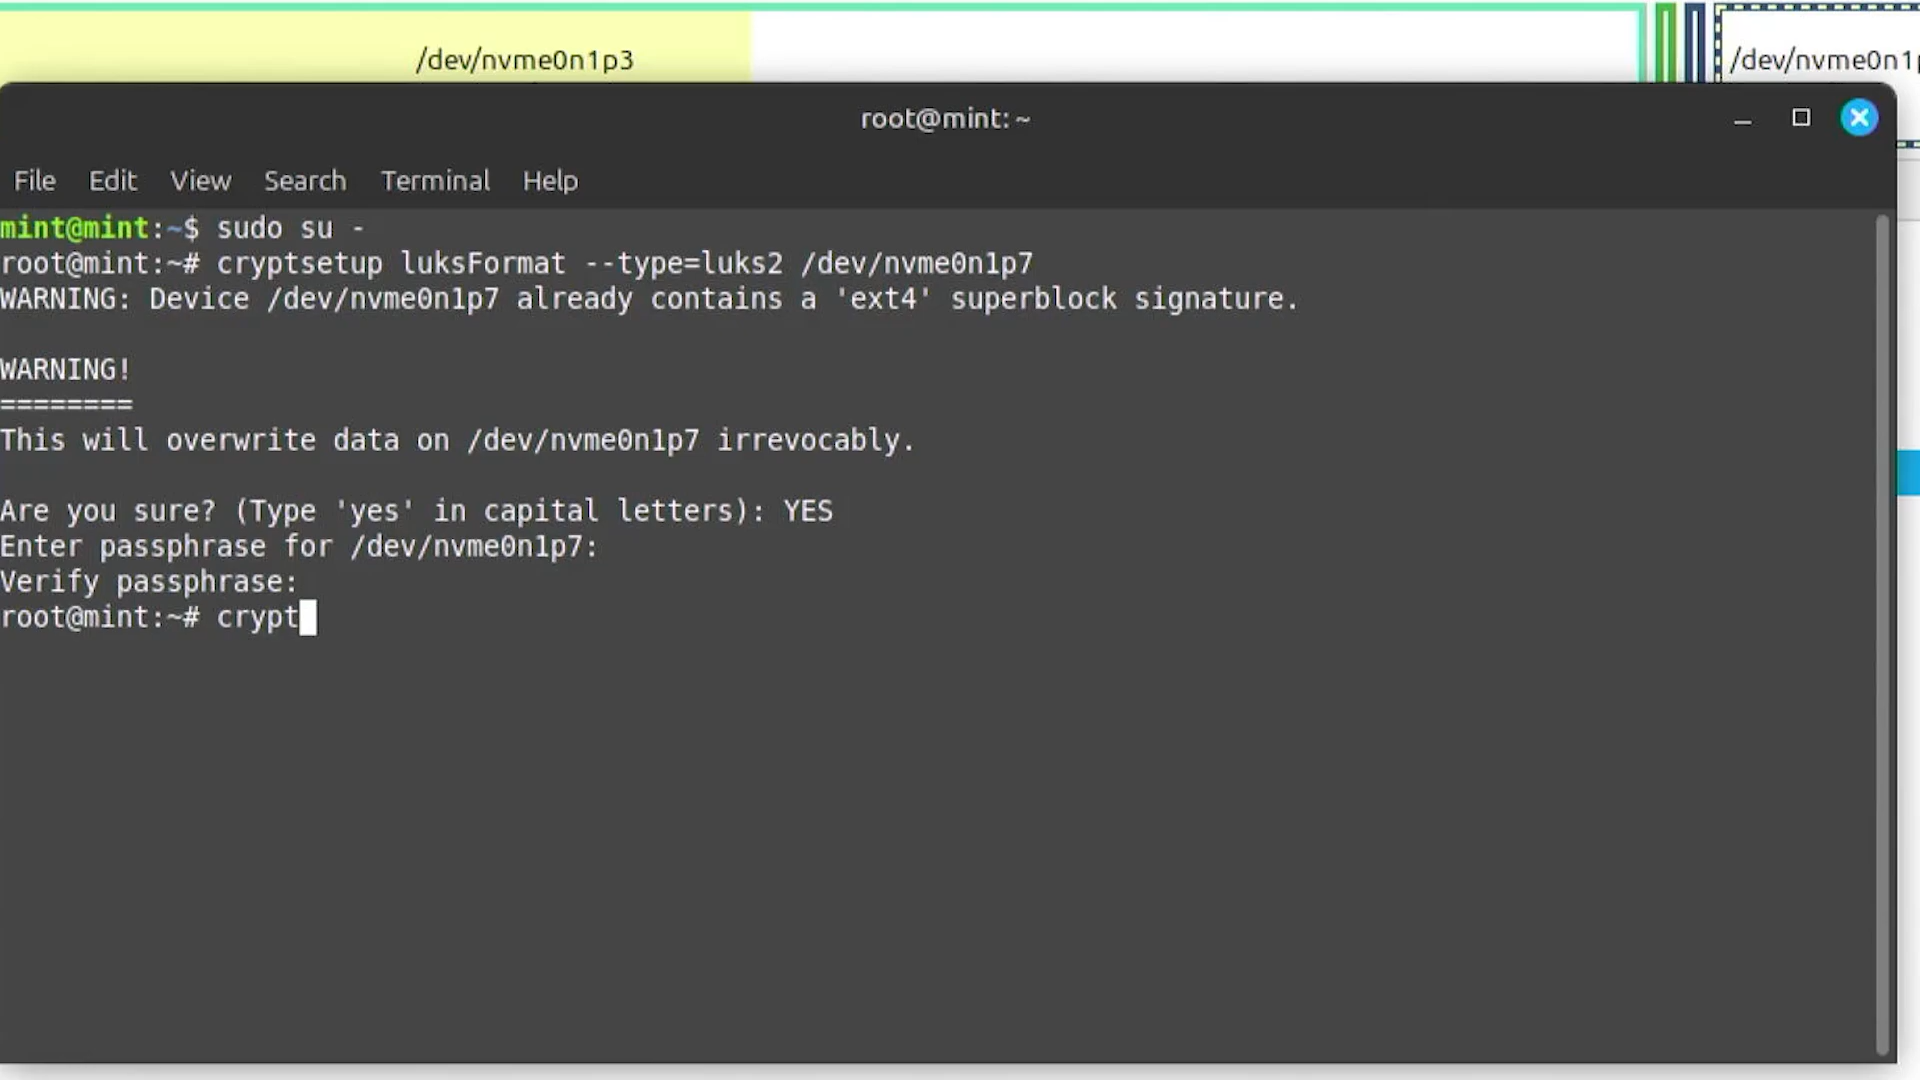 /dev/nvme0n1p3
/dev/nvme0n1p
root@mint: ~
File Edit View Search Terminal Help
mint@mint:~$ sudo su -
root@mint:~# cryptsetup luksFormat --type=luks2 /dev/nvme0n1p7
WARNING: Device /dev/nvme0n1p7 already contains a 'ext4' superblock signature.
WARNING!
========
This will overwrite data on /dev/nvme0n1p7 irrevocably.
Are you sure? (Type 'yes' in capital letters): YES
Enter passphrase for /dev/nvme0n1p7:
Verify passphrase:
root@mint:~# crypt